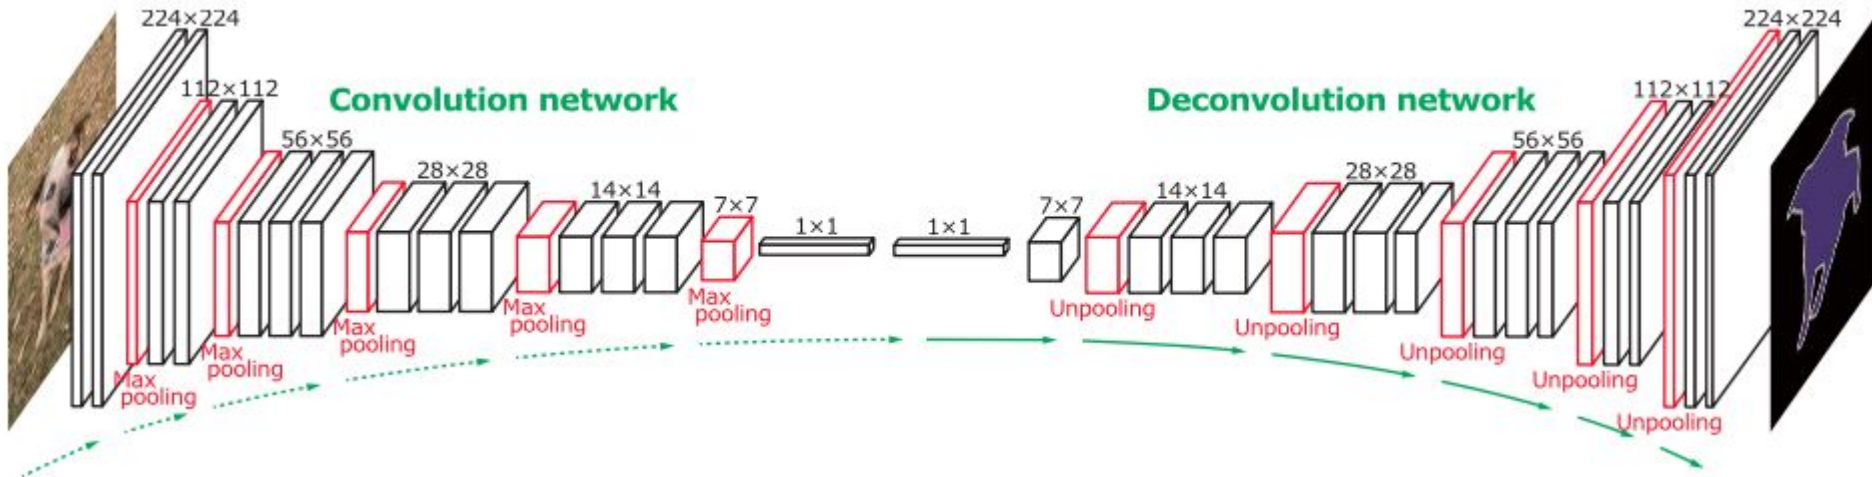 224×224
112×112
56×56
28×28
14×14
7×7
1×1
1×1
7×7
14×14
28×28
56×56
112×112
224×224
Convolution network
Deconvolution network
Max
pooling
Max
pooling
Max
pooling
Max
pooling
Max
pooling
Unpooling
Unpooling
Unpooling
Unpooling
Unpooling